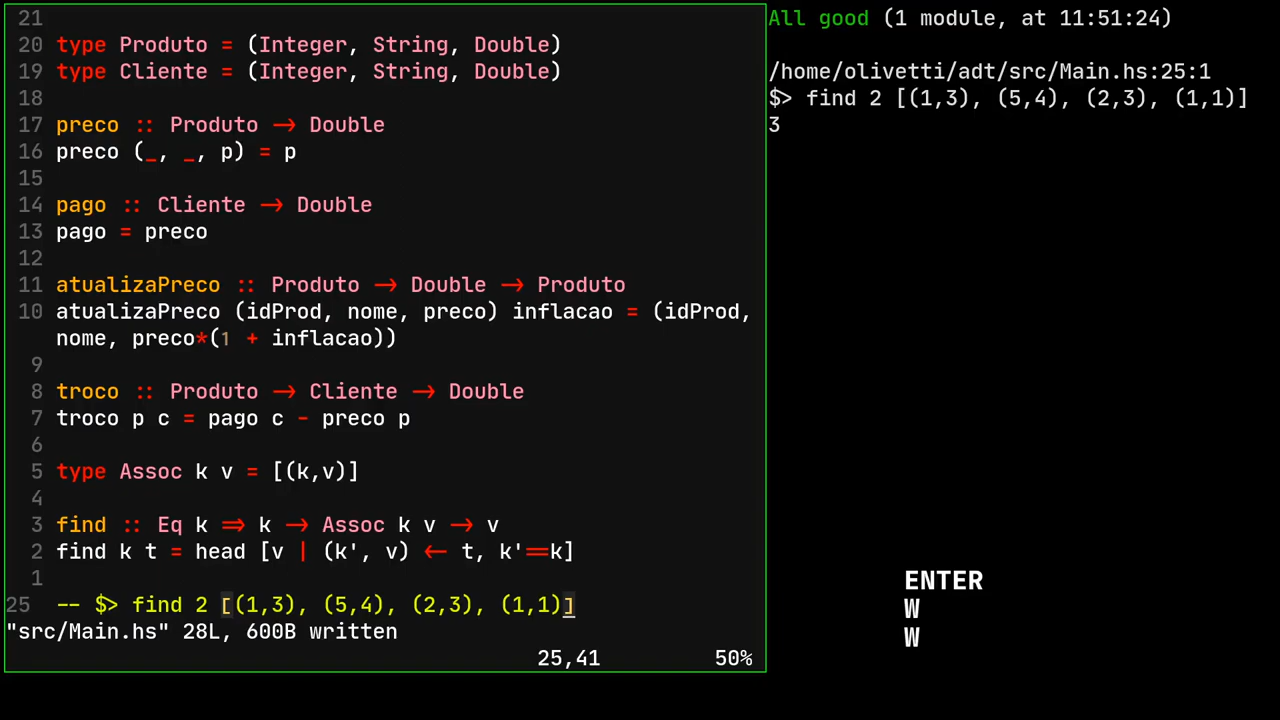 21
20 type Produto = (Integer, String, Double)
19 type Cliente = (Integer, String, Double)
18
17 preco :: Produto → Double
16 preco (_, _, p) = p
15
14 pago :: Cliente → Double
13 pago = preco
12
11 atualizaPreco :: Produto → Double → Produto
10 atualizaPreco (idProd, nome, preco) inflacao = (idProd,
nome, preco*(1 + inflacao))
9
8 troco :: Produto → Cliente → Double
7 troco p c = pago c - preco p
6
5 type Assoc k v = [(k,v)]
4
3 find :: Eq k ⇒ k → Assoc k v → v
2 find k t = head [v | (k', v) ← t, k'==k]
1
25 -- $> find 2 [(1,3), (5,4), (2,3), (1,1)]
"src/Main.hs" 28L, 600B written
25,41 50%
All good (1 module, at 11:51:24)
/home/olivetti/adt/src/Main.hs:25:1
$> find 2 [(1,3), (5,4), (2,3), (1,1)]
3
ENTER
W
W